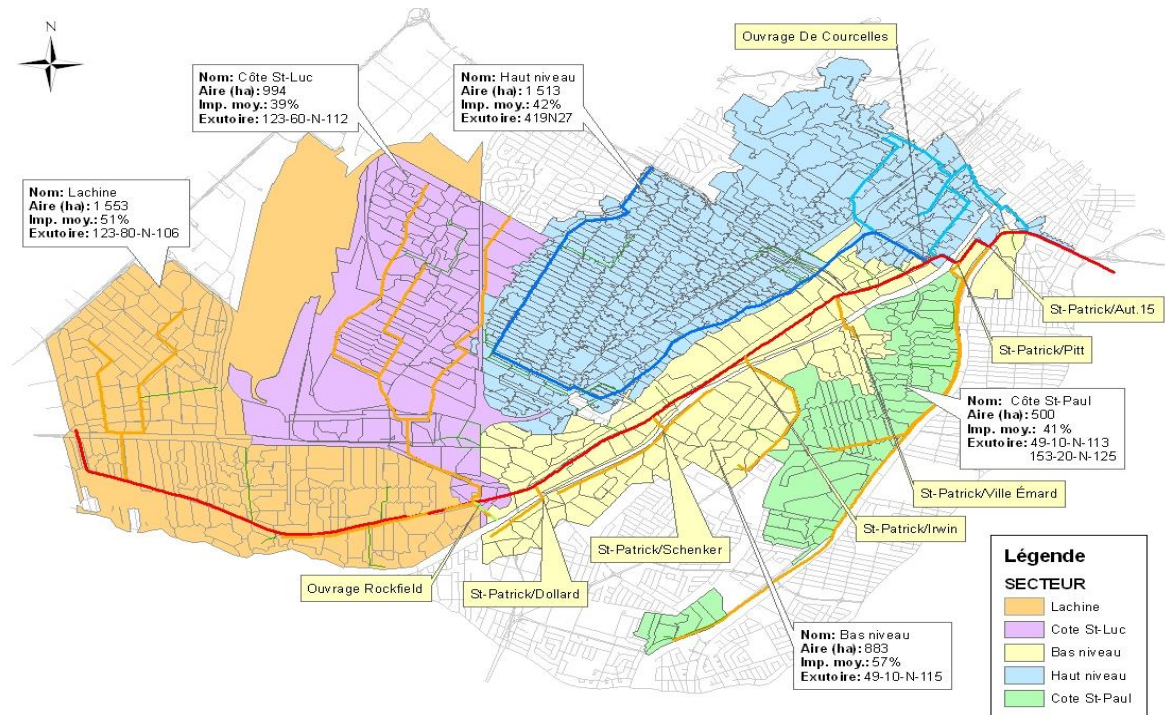 N
Ouvrage De Courcelles
Nom: Côte St-Luc
Aire (ha): 994
Imp. moy.: 39%
Exutoire: 123-60-N-112
Nom: Haut niveau
Aire (ha): 1 513
Imp. moy.: 42%
Exutoire: 419N27
Nom: Lachine
Aire (ha): 1 553
Imp. moy.: 51%
Exutoire: 123-80-N-106
St-Patrick/Aut.15
St-Patrick/Pitt
Nom: Côte St-Paul
Aire (ha): 500
Imp. moy.: 41%
Exutoire: 49-10-N-113
153-20-N-125
St-Patrick/Ville Émard
St-Patrick/Irwin
St-Patrick/Schenker
Ouvrage Rockfield
St-Patrick/Dollard
Nom: Bas niveau
Aire (ha): 883
Imp. moy.: 57%
Exutoire: 49-10-N-115
Légende
SECTEUR
Lachine
Cote St-Luc
Bas niveau
Haut niveau
Cote St-Paul